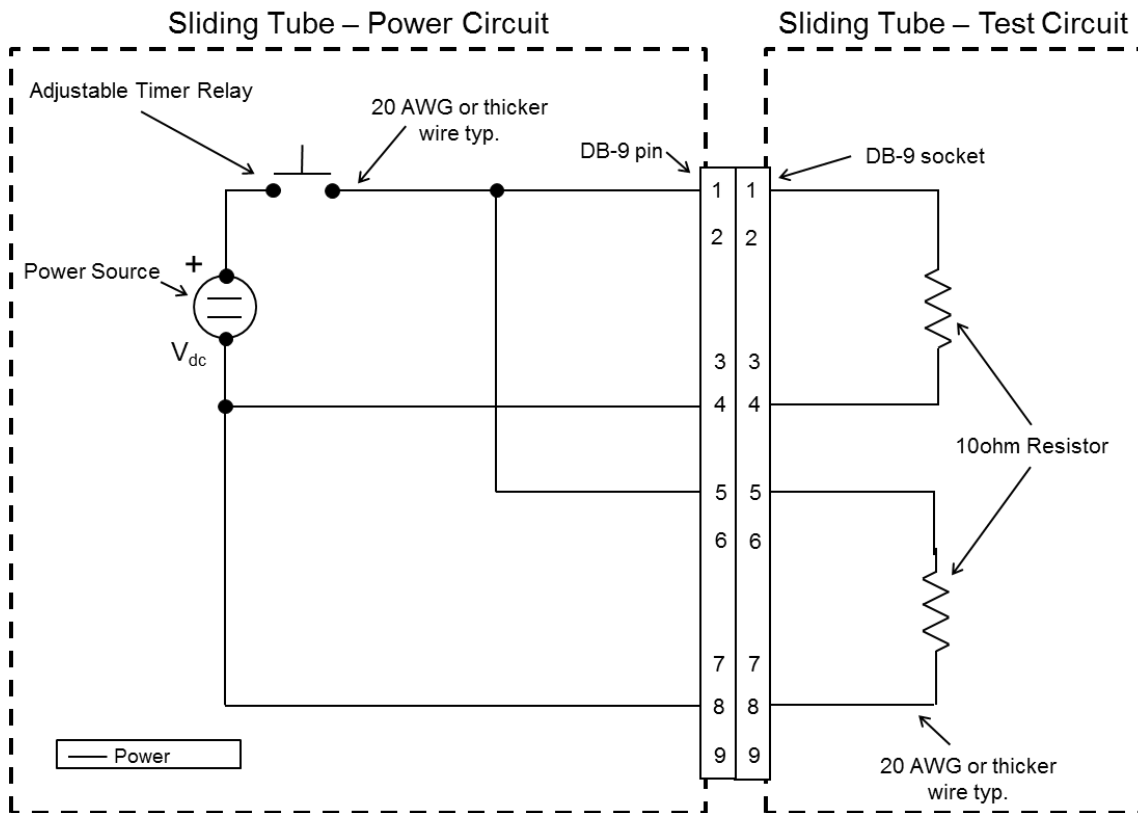 Sliding Tube – Power Circuit
Sliding Tube – Test Circuit
Adjustable Timer Relay
20 AWG or thicker
wire typ.
DB-9 pin
DB-9 socket
1 1
2 2
Power Source
+
Vdc
3 3
4 4
10ohm Resistor
5 5
6 6
7 7
8 8
9 9
Power
20 AWG or thicker
wire typ.